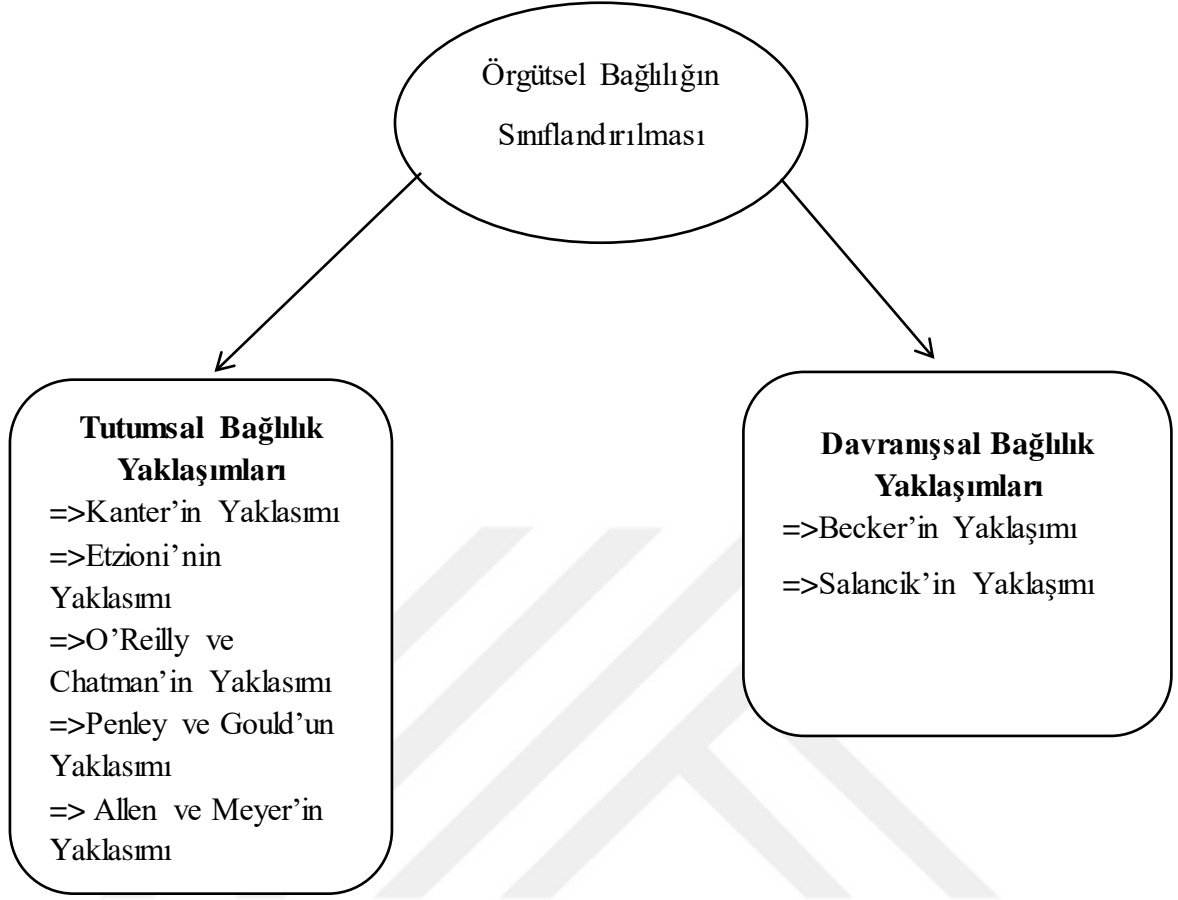 Örgütsel Bağlılığın
Sınıflandırılması
Tutumsal Bağlılık
Yaklaşımları
=>Kanter’in Yaklasımı
=>Etzioni’nin
Yaklasımı
=>O’Reilly ve
Chatman’in Yaklasımı
=>Penley ve Gould’un
Yaklasımı
=> Allen ve Meyer’in
Yaklasımı
Davranışsal Bağlılık
Yaklaşımları
=>Becker’in Yaklaşımı
=>Salancik’in Yaklaşımı